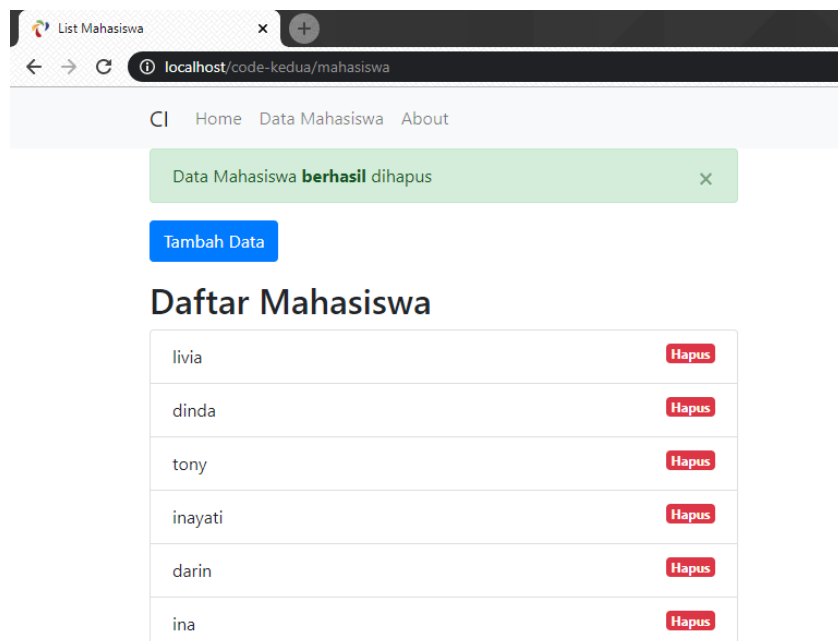 List Mahasiswa
localhost/code-kedua/mahasiswa
CI Home Data Mahasiswa About
Data Mahasiswa berhasil dihapus ×
Tambah Data
Daftar Mahasiswa
livia Hapus
dinda Hapus
tony Hapus
inayati Hapus
darin Hapus
ina Hapus